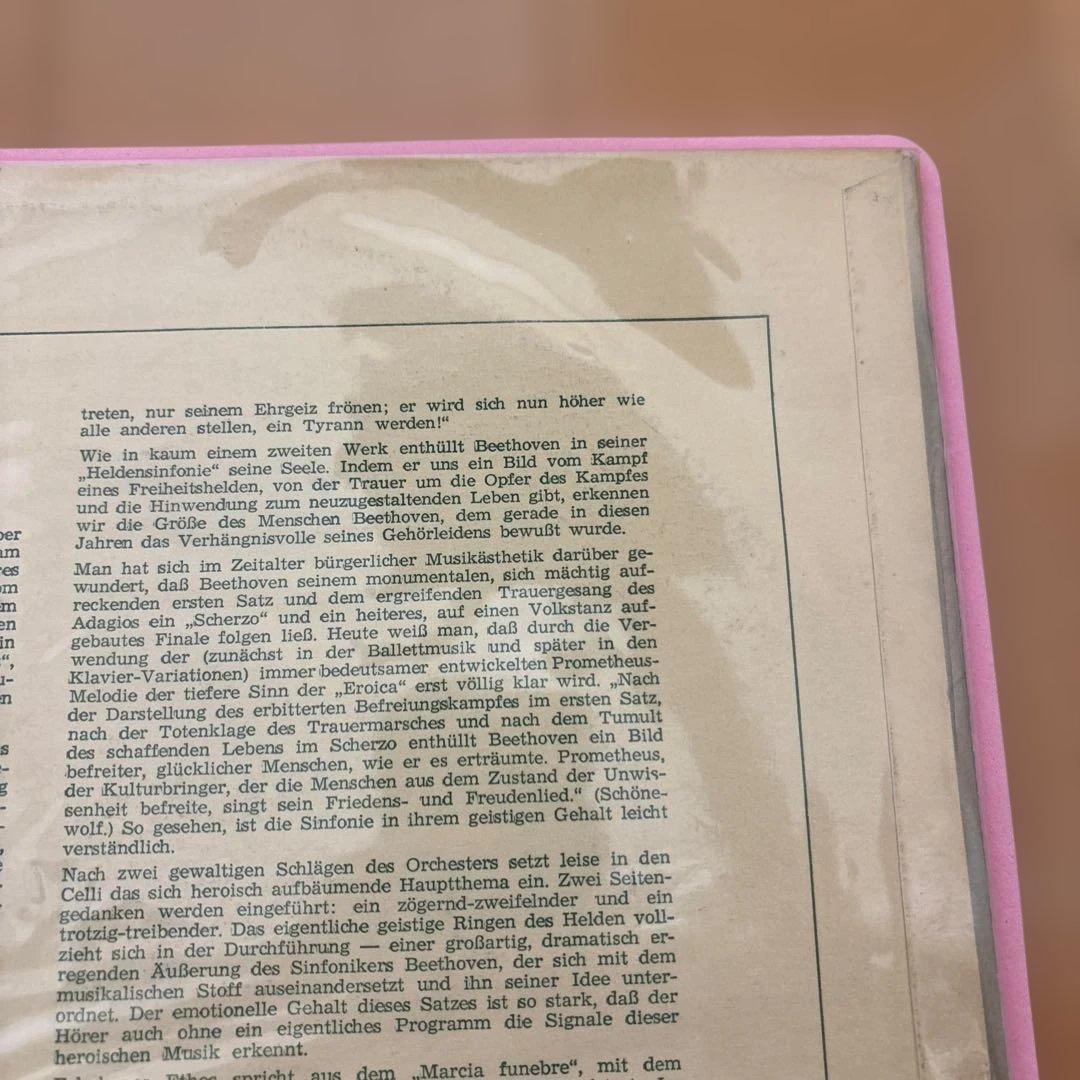 treten, nur seinem Ehrgeiz frönen; er wird sich nun höher wie
alle anderen stellen, ein Tyrann werden!“
Wie in kaum einem zweiten Werk enthüllt Beethoven in seiner
„Heldensinfonie“ seine Seele. Indem er uns ein Bild vom Kampf
eines Freiheitshelden, von der Trauer um die Opfer des Kampfes
und die Hinwendung zum neuzugestaltenden Leben gibt, erkennen
wir die Größe des Menschen Beethoven, dem gerade in diesen
Jahren das Verhängnisvolle seines Gehörleidens bewußt wurde.
Man hat sich im Zeitalter bürgerlicher Musikästhetik darüber ge-
wundert, daß Beethoven seinem monumentalen, sich mächtig auf-
reckenden ersten Satz und dem ergreifenden Trauergesang des
Adagios ein „Scherzo“ und ein heiteres, auf einen Volkstanz auf-
gebautes Finale folgen ließ. Heute weiß man, daß durch die Ver-
wendung der (zunächst in der Ballettmusik und später in den
Klavier-Variationen) immer bedeutsamer entwickelten Prometheus-
Melodie der tiefere Sinn der „Eroica“ erst völlig klar wird. „Nach
der Darstellung des erbitterten Befreiungskampfes im ersten Satz,
nach der Totenklage des Trauermarsches und nach dem Tumult
des schaffenden Lebens im Scherzo enthüllt Beethoven ein Bild
befreiter, glücklicher Menschen, wie er es erträumte. Prometheus,
der Kulturbringer, der die Menschen aus dem Zustand der Unwis-
senheit befreite, singt sein Friedens- und Freudenlied.“ (Schöne-
wolf.) So gesehen, ist die Sinfonie in ihrem geistigen Gehalt leicht
verständlich.
Nach zwei gewaltigen Schlägen des Orchesters setzt leise in den
Celli das sich heroisch aufbäumende Hauptthema ein. Zwei Seiten-
gedanken werden eingeführt: ein zögernd-zweifelnder und ein
trotzig-treibender. Das eigentliche geistige Ringen des Helden voll-
zieht sich in der Durchführung — einer großartig, dramatisch er-
regenden Äußerung des Sinfonikers Beethoven, der sich mit dem
musikalischen Stoff auseinandersetzt und ihn seiner Idee unter-
ordnet. Der emotionelle Gehalt dieses Satzes ist so stark, daß der
Hörer auch ohne ein eigentliches Programm die Signale dieser
heroischen Musik erkennt.
Ethos spricht aus dem „Marcia funebre“, mit dem